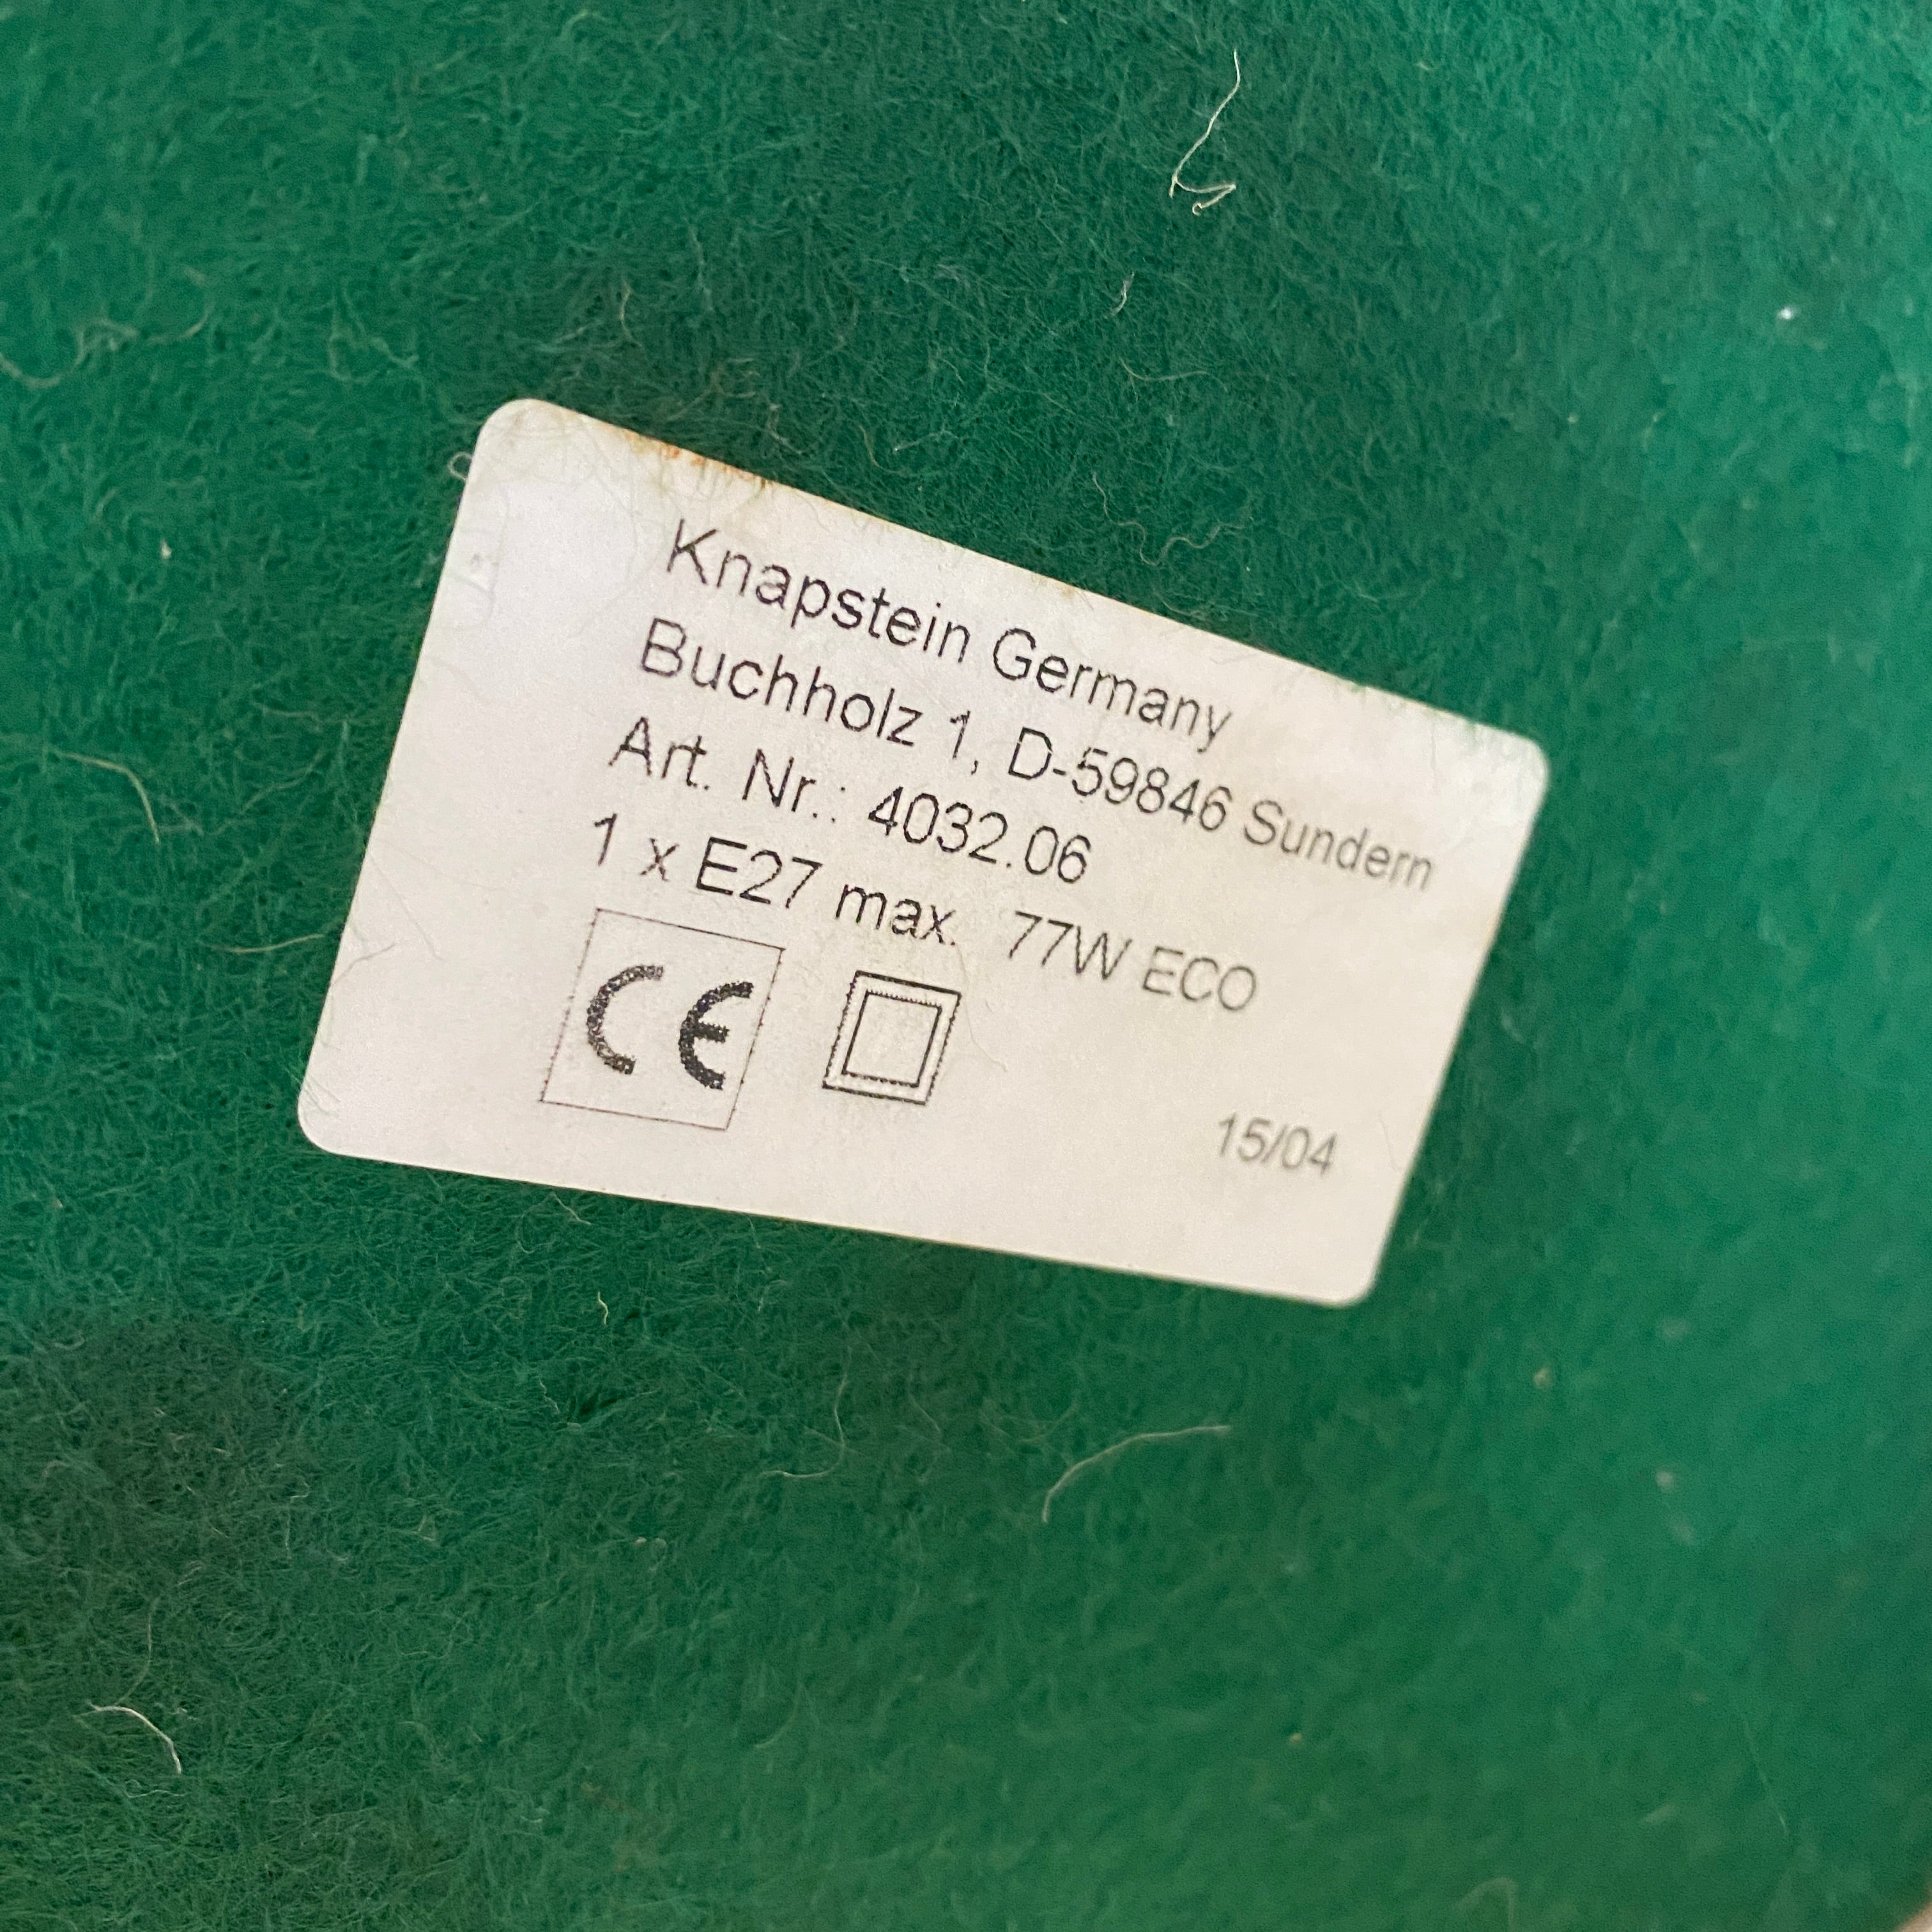 Knapstein Germany
Buchholz 1, D-59846 Sundern
Art. Nr.: 4032.06
1 x E27 max. 77W ECO
CE
15/04